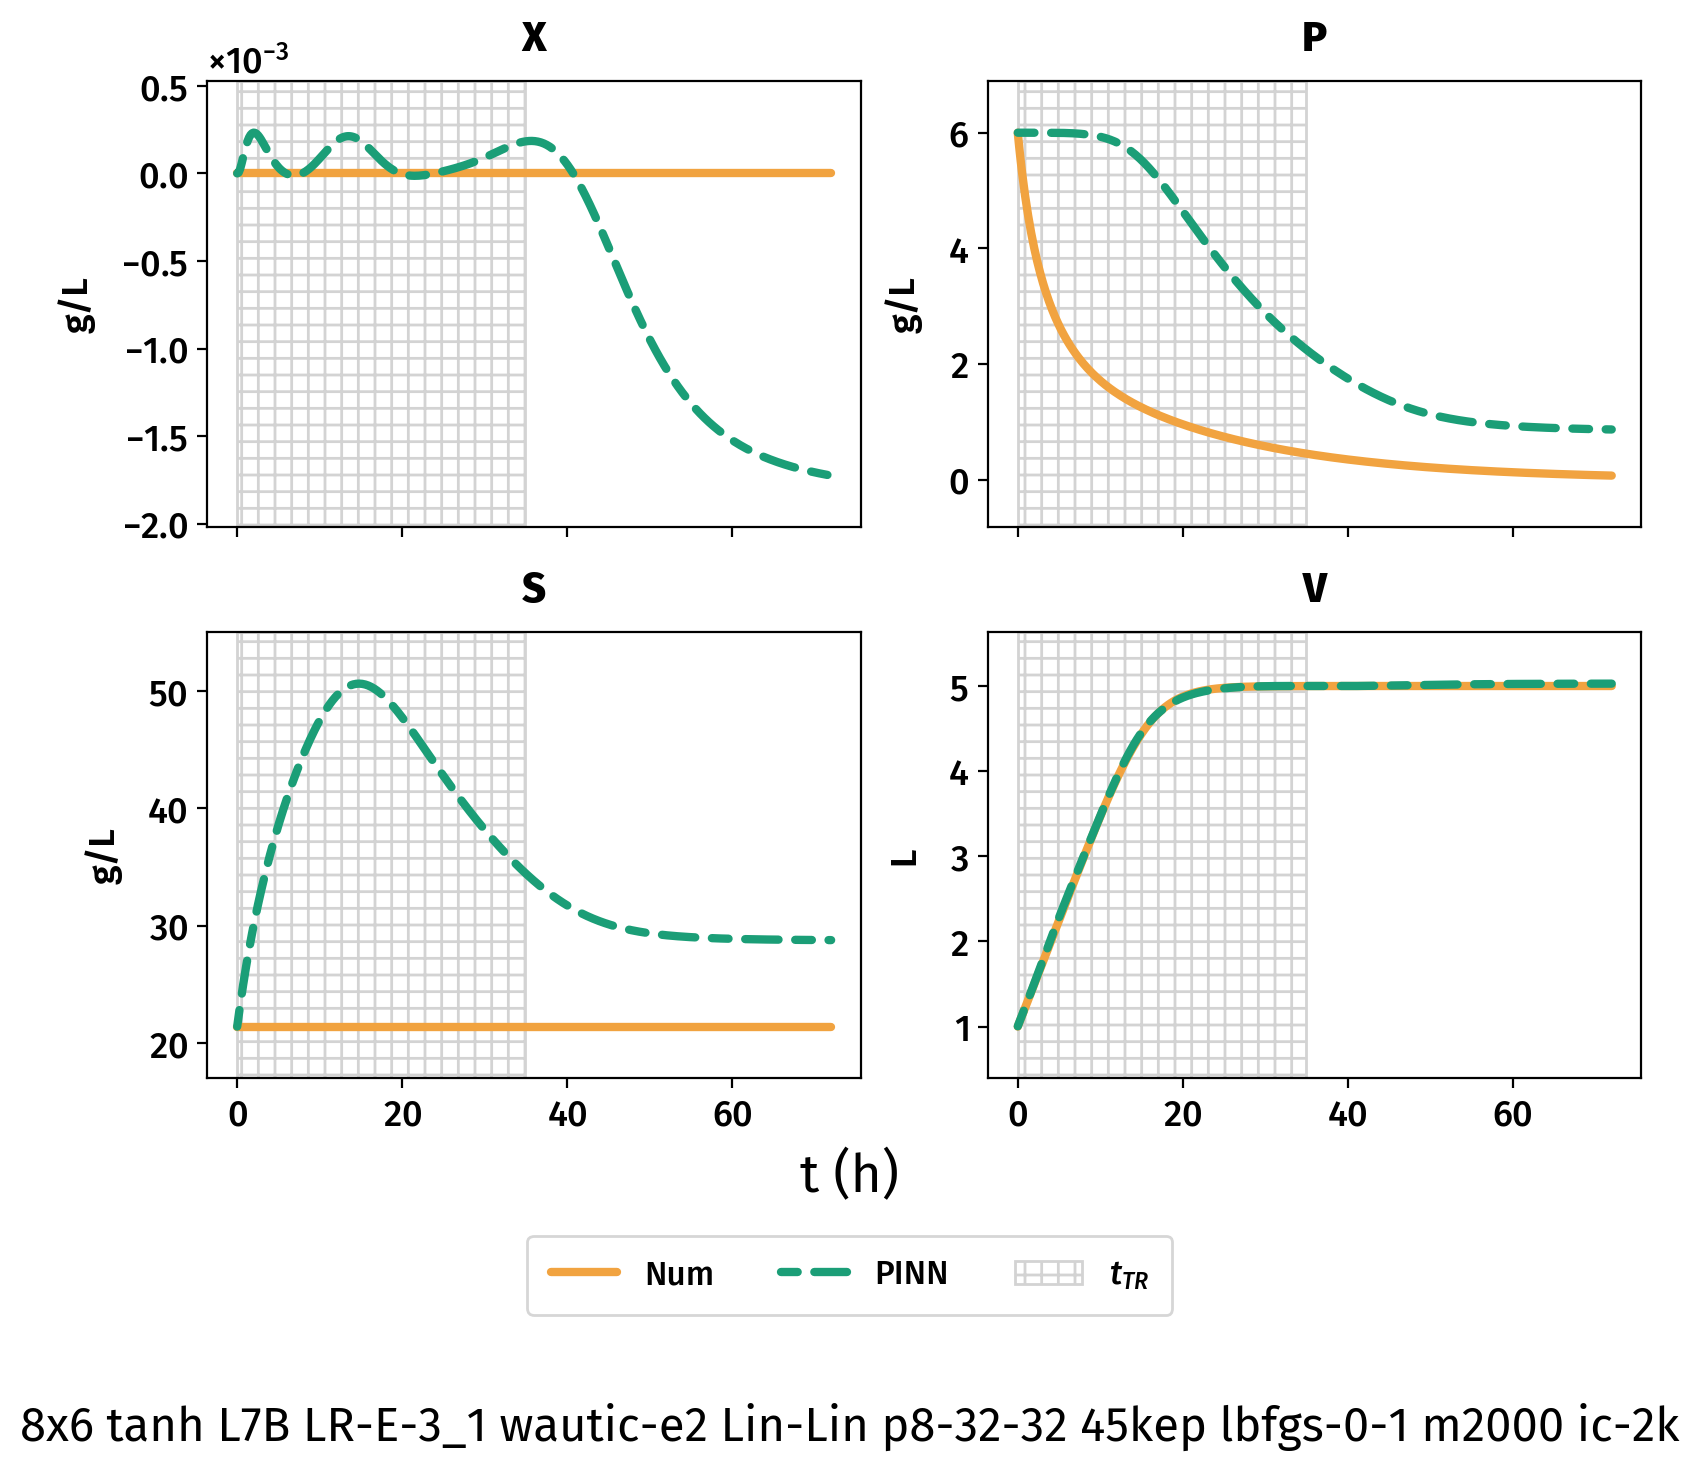 X
×10⁻³
0.5
0.0
−0.5
−1.0
−1.5
−2.0
g/L
P
6
4
2
0
g/L
S
50
40
30
20
g/L
0 20 40 60
V
5
4
3
2
1
L
0 20 40 60
t (h)
Num PINN t_TR
8x6 tanh L7B LR-E-3_1 wautic-e2 Lin-Lin p8-32-32 45kep lbfgs-0-1 m2000 ic-2k